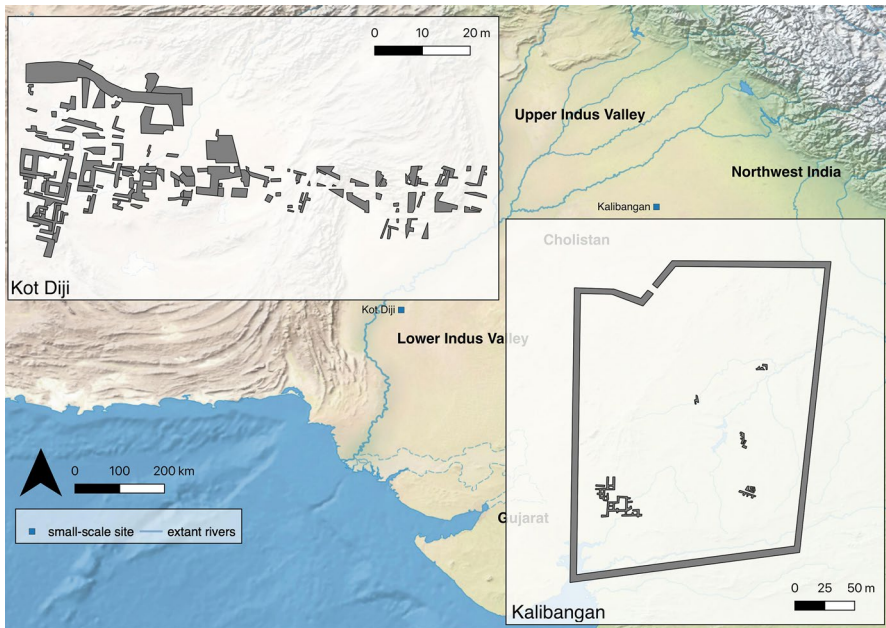 0 10 20 m
Upper Indus Valley
Northwest India
Kalibangan
Cholistan
Kot Diji
Kot Diji
Lower Indus Valley
0 100 200 km
Gujarat
small-scale site extant rivers
0 25 50 m
Kalibangan